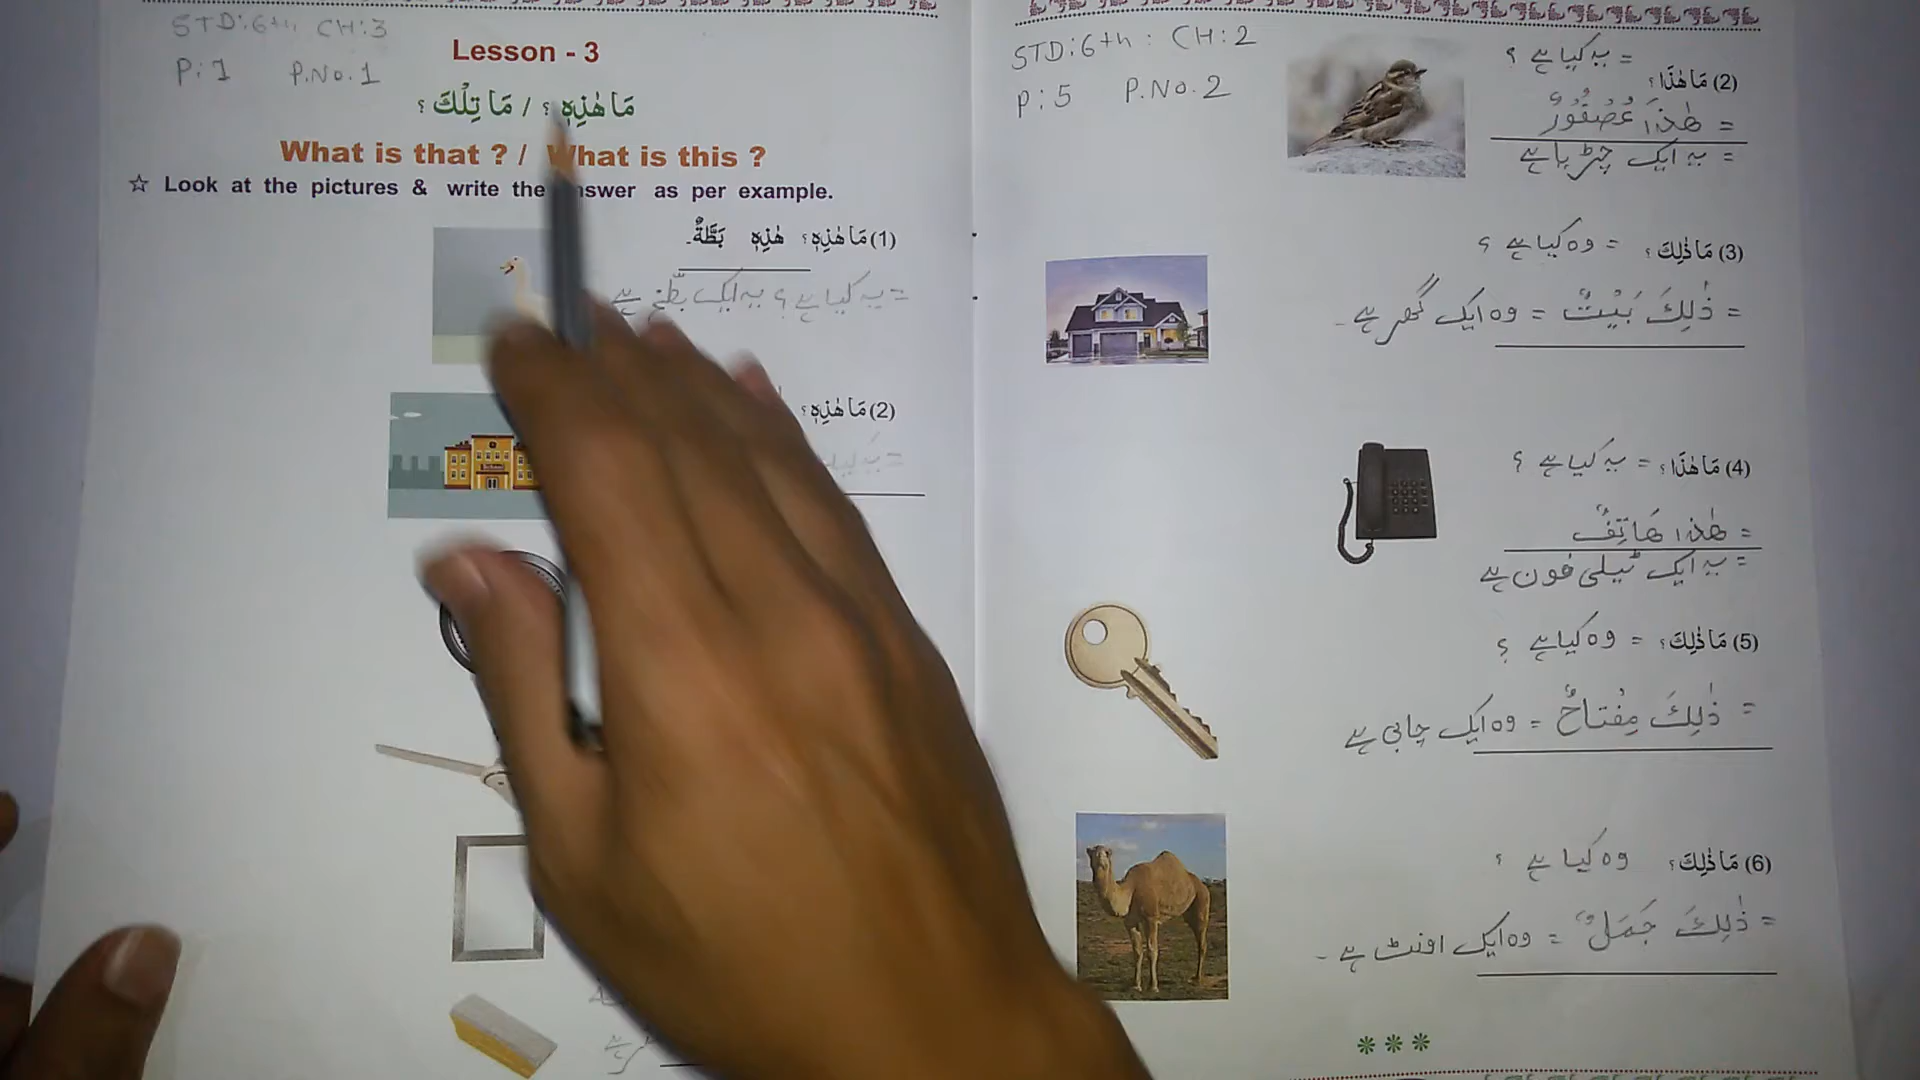 STD:6th CH:3
P:1 P.No.1
Lesson - 3
مَا هٰذِهٖ ؟ / مَا تِلْكَ ؟
What is that ? / What is this ?
☆ Look at the pictures & write the answer as per example.
(1) مَا هٰذِهٖ ؟ هٰذِهٖ بَطَّةٌ۔
= یہ کیا ہے ؟ یہ ایک بطّخ ہے
(2) مَا هٰذِهٖ ؟
School
STD:6th : CH:2
P:5 P.No.2
= یہ کیا ہے ؟
(2) مَا هٰذَا ؟
= هٰذَا عُصْفُوْرٌ
= یہ ایک چڑیا ہے
(3) مَا ذٰلِكَ ؟ = وہ کیا ہے ؟
= ذٰلِكَ بَيْتٌ = وہ ایک گھر ہے۔
(4) مَا هٰذَا ؟ = یہ کیا ہے ؟
= هٰذا هَاتِفٌ
= یہ ایک ٹیلی فون ہے
(5) مَا ذٰلِكَ ؟ = وہ کیا ہے ؟
= ذٰلِكَ مِفْتاحٌ = وہ ایک چابی ہے
(6) مَا ذٰلِكَ ؟ وہ کیا ہے ؟
= ذٰلِكَ جَمَلٌ = وہ ایک اونٹ ہے۔